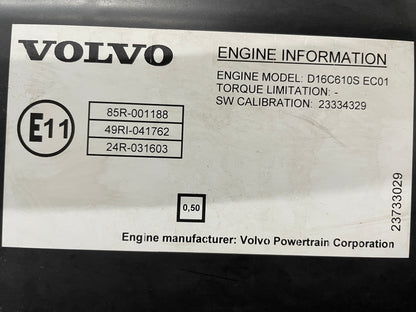 VOLVO
ENGINE INFORMATION
ENGINE MODEL: D16C610S EC01
TORQUE LIMITATION: -
SW CALIBRATION: 23334329
E11
85R-001188
49RI-041762
24R-031603
0,50
23733029
Engine manufacturer: Volvo Powertrain Corporation